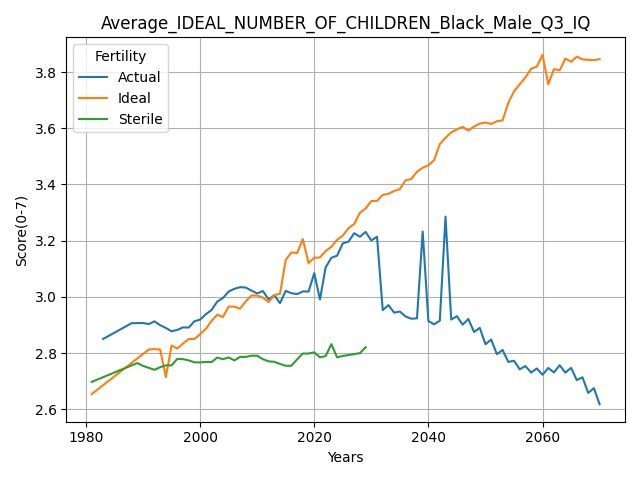 Average_IDEAL_NUMBER_OF_CHILDREN_Black_Male_Q3_IQ
Fertility
Actual
Ideal
Sterile
Score(0-7)
3.8
3.6
3.4
3.2
3.0
2.8
2.6
1980
2000
2020
2040
2060
Years